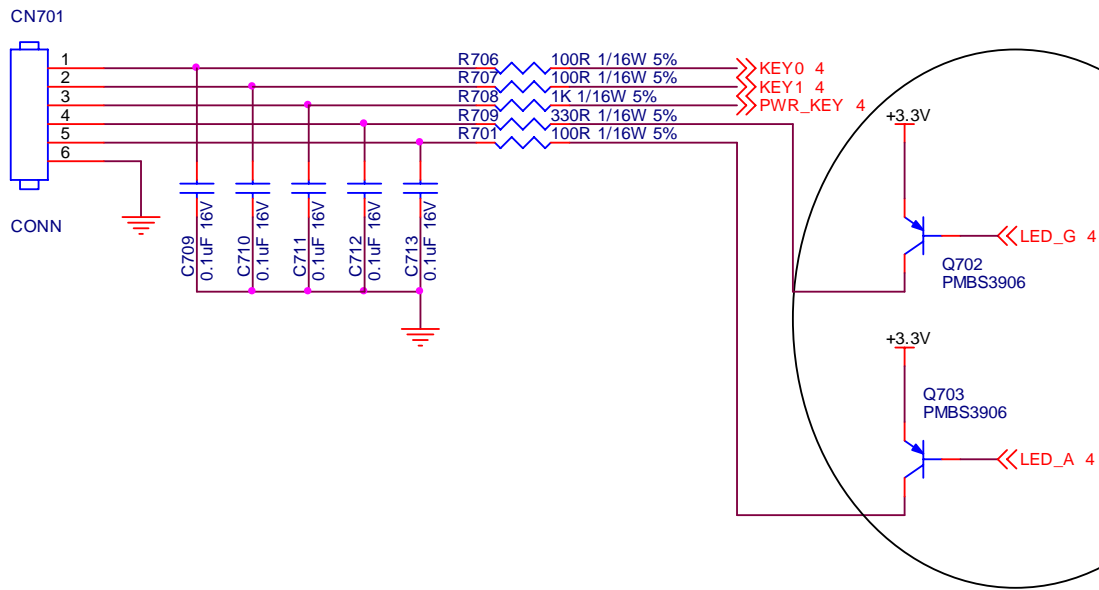 CN701
1
2
3
4
5
6
CONN
R706 100R 1/16W 5%
R707 100R 1/16W 5%
R708 1K 1/16W 5%
R709 330R 1/16W 5%
R701 100R 1/16W 5%
KEY0 4
KEY1 4
PWR_KEY 4
C709
0.1uF 16V
C710
0.1uF 16V
C711
0.1uF 16V
C712
0.1uF 16V
C713
0.1uF 16V
+3.3V
LED_G 4
Q702
PMBS3906
+3.3V
Q703
PMBS3906
LED_A 4